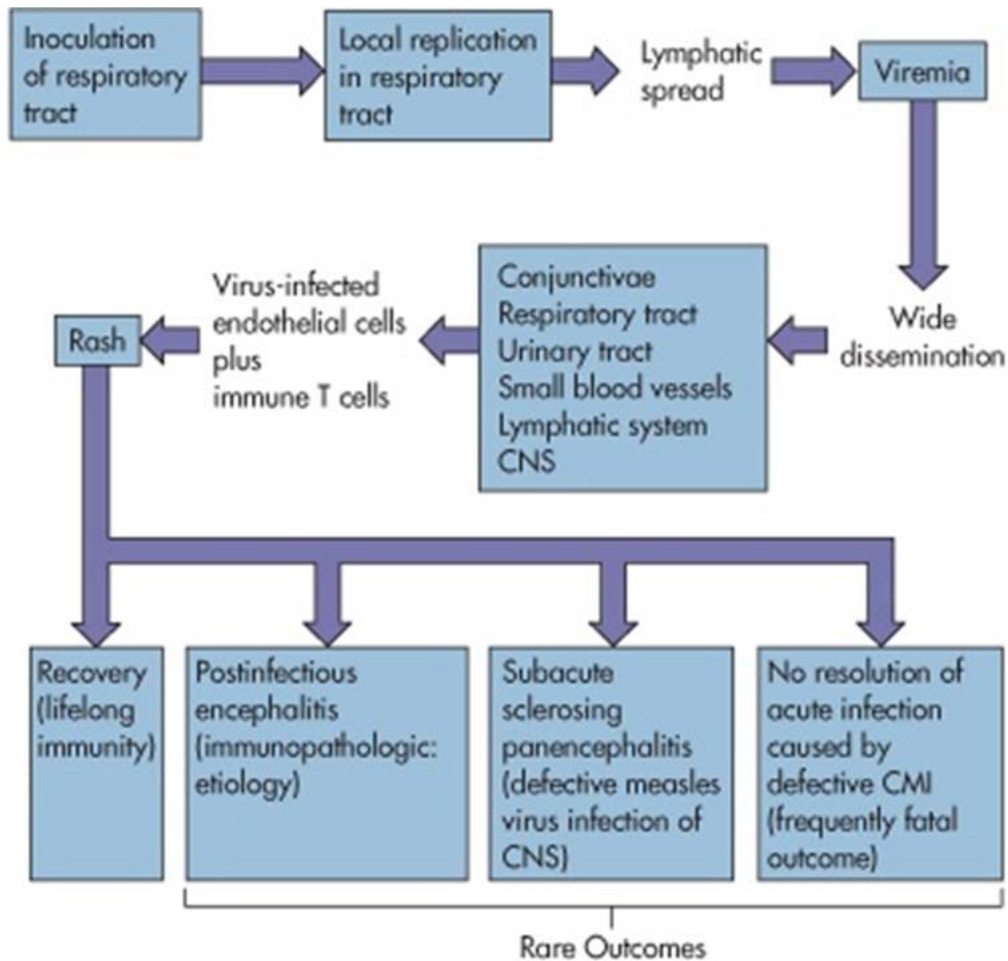 Inoculation
of respiratory
tract
Local replication
in respiratory
tract
Lymphatic
spread
Viremia
Wide
dissemination
Conjunctivae
Respiratory tract
Urinary tract
Small blood vessels
Lymphatic system
CNS
Virus-infected
endothelial cells
plus
immune T cells
Rash
Recovery
(lifelong
immunity)
Postinfectious
encephalitis
(immunopathologic:
etiology)
Subacute
sclerosing
panencephalitis
(defective measles
virus infection of
CNS)
No resolution of
acute infection
caused by
defective CMI
(frequently fatal
outcome)
Rare Outcomes